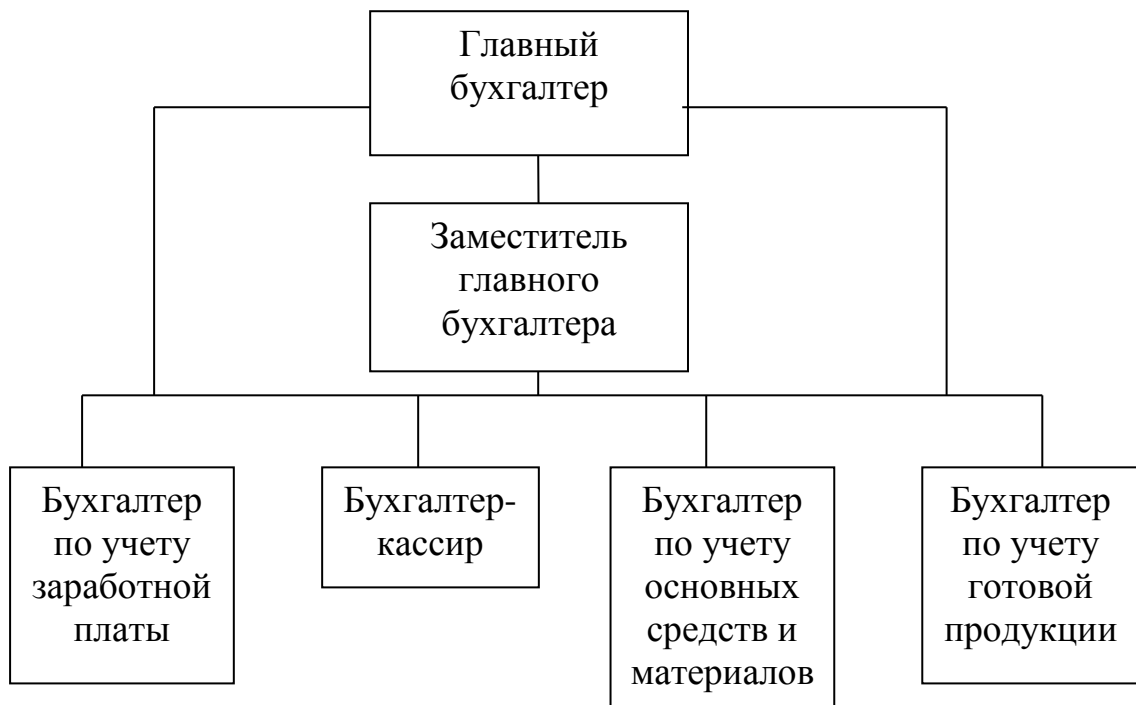 Главный
бухгалтер
Заместитель
главного
бухгалтера
Бухгалтер
по учету
заработной
платы
Бухгалтер-
кассир
Бухгалтер
по учету
основных
средств и
материалов
Бухгалтер
по учету
готовой
продукции